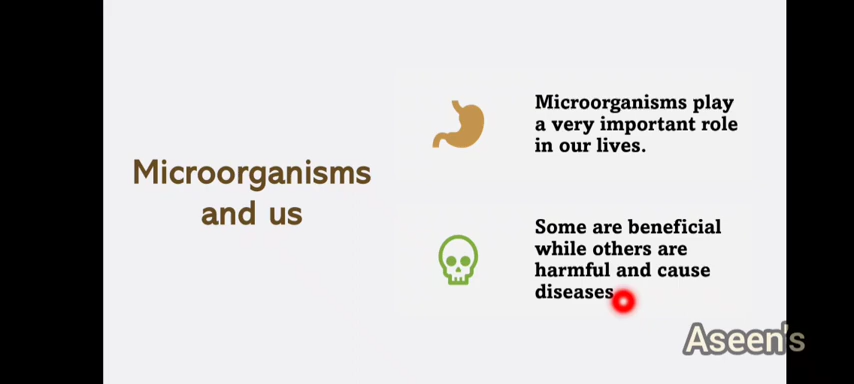 Microorganisms
and us
Microorganisms play
a very important role
in our lives.
Some are beneficial
while others are
harmful and cause
diseases
Aseen's